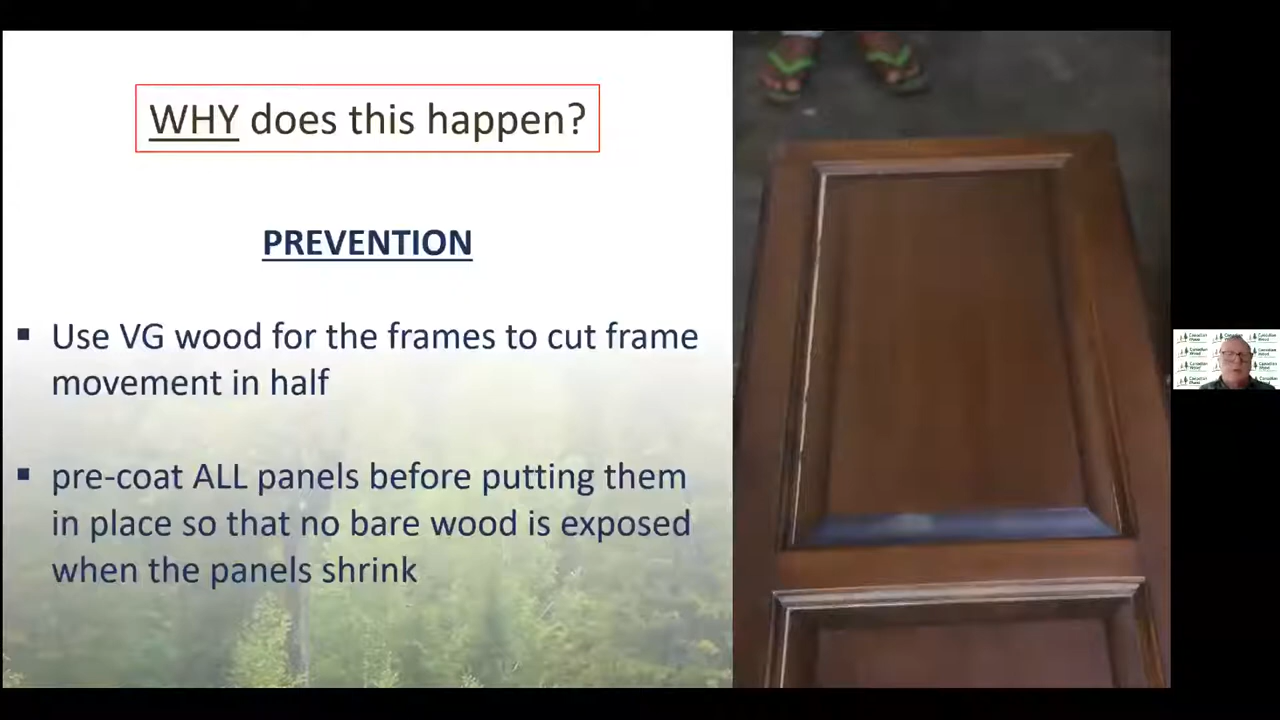 WHY does this happen?
PREVENTION
▪ Use VG wood for the frames to cut frame
movement in half
▪ pre-coat ALL panels before putting them
in place so that no bare wood is exposed
when the panels shrink